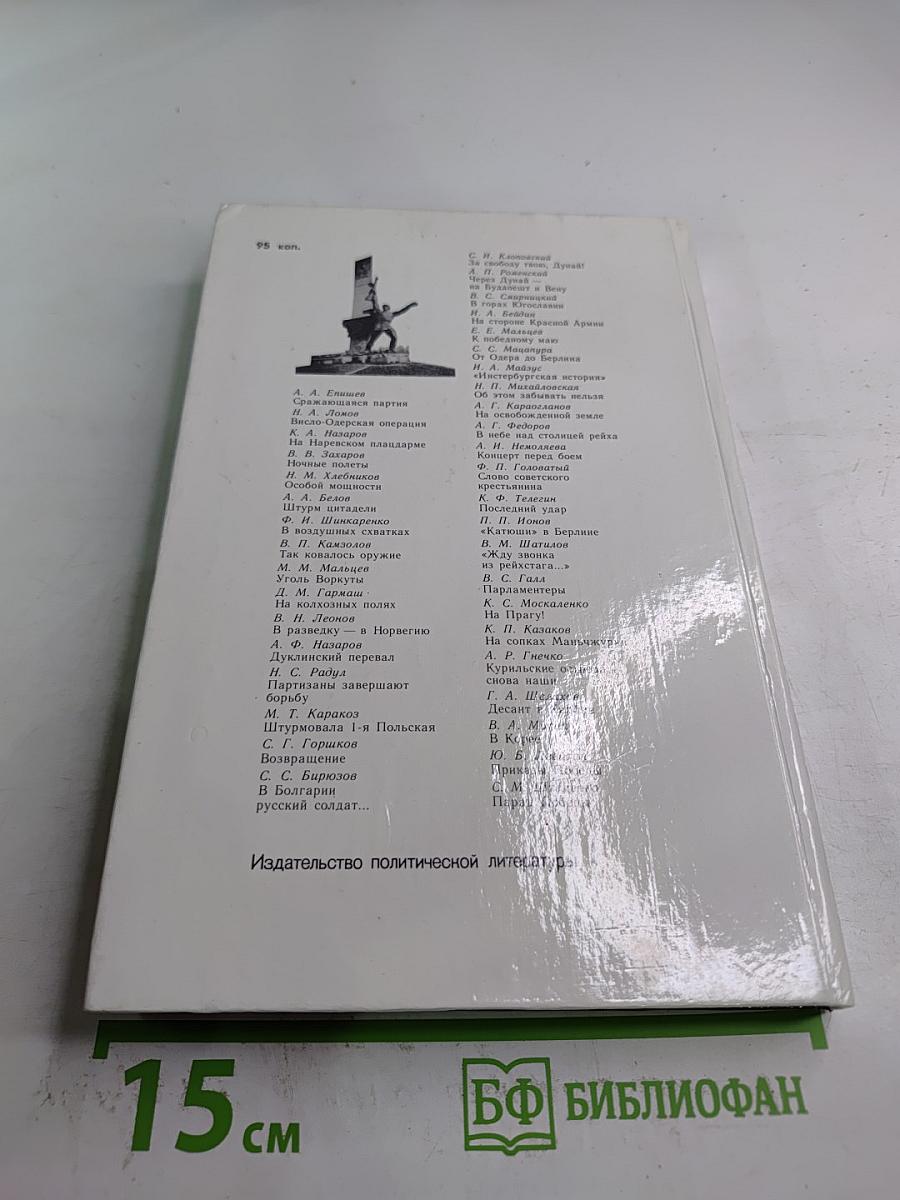 95 коп.
А. А. Епишев
Сражающаяся партия
Н. А. Ломов
Висло-Одерская операция
К. А. Назаров
На Наревском плацдарме
В. В. Захаров
Ночные полеты
Н. М. Хлебников
Особой мощности
А. А. Белов
Штурм цитадели
Ф. И. Шинкаренко
В воздушных схватках
В. П. Камзолов
Так ковалось оружие
М. М. Мальцев
Уголь Воркуты
Д. М. Гармаш
На колхозных полях
В. Н. Леонов
В разведку — в Норвегию
А. Ф. Назаров
Дуклинский перевал
Н. С. Радул
Партизаны завершают
борьбу
М. Т. Каракоз
Штурмовала 1-я Польская
С. Г. Горшков
Возвращение
С. С. Бирюзов
В Болгарии
русский солдат...
С. И. Клоповский
За свободу твою, Дунай!
А. П. Роменский
Через Дунай —
на Будапешт и Вену
В. С. Смирницкий
В горах Югославии
И. А. Бейдин
На стороне Красной Армии
Е. Е. Мальцев
К победному маю
С. С. Мацапура
От Одера до Берлина
И. А. Майзус
«Инстербургская история»
Н. П. Михайловская
Об этом забывать нельзя
А. Г. Караогланов
На освобожденной земле
А. Г. Федоров
В небе над столицей рейха
А. И. Немоляева
Концерт перед боем
Ф. П. Головатый
Слово советского
крестьянина
К. Ф. Телегин
Последний удар
П. П. Ионов
«Катюши» в Берлине
В. М. Шатилов
«Жду звонка
из рейхстага...»
В. С. Галл
Парламентеры
К. С. Москаленко
На Прагу!
К. П. Казаков
На сопках Маньчжурии
А. Р. Гнечко
Курильские
снова наши
Г. А.
Десант в
В. А.
В Корее
Ю. Б.
Приказы
С. М.
Парад Победы
Издательство политической литературы
15 см
БФ БИБЛИОФАН